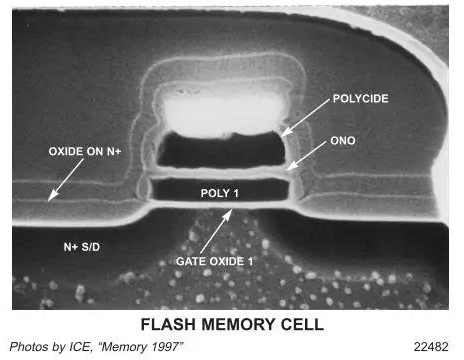 POLYCIDE
ONO
OXIDE ON N+
POLY 1
N+ S/D
GATE OXIDE 1
FLASH MEMORY CELL
Photos by ICE, “Memory 1997”
22482